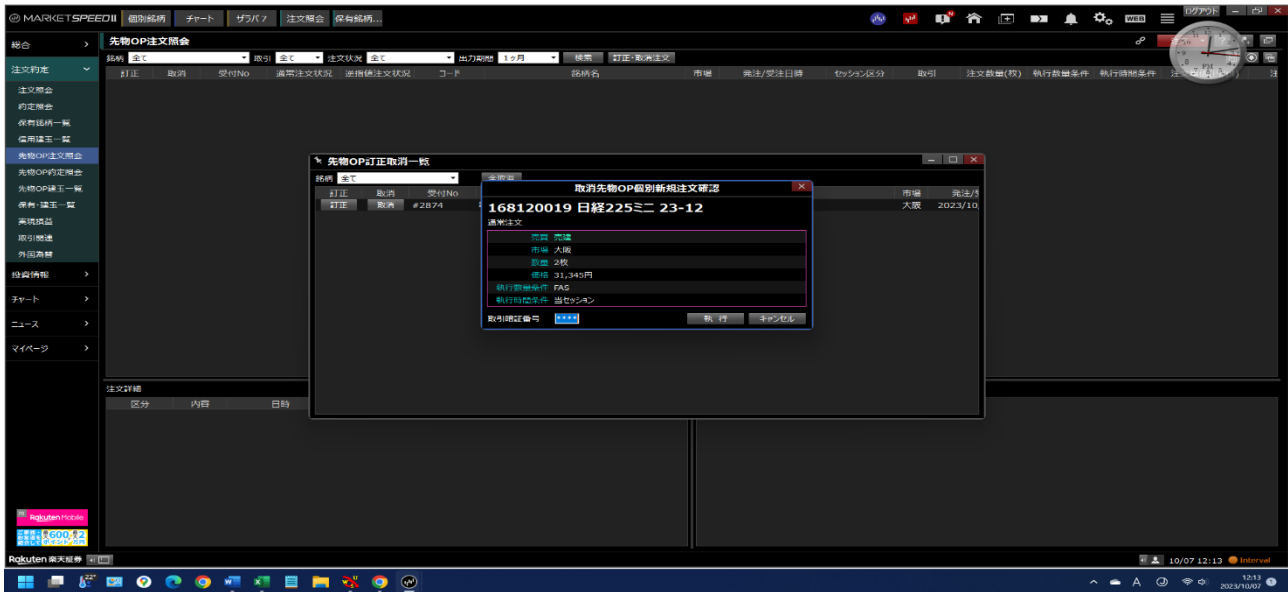 MARKETSPEEDII 個別銘柄 チャート ザラバ 7 注文照会 保有銘柄... WEB ログアウト
総合
先物OP注文照会
銘柄 全て 取引 全て 注文状況 全て 出力期間 1ヶ月 検索 訂正・取消注文
訂正 取消 受付No 通常注文状況 逆指値注文状況 コード 銘柄名 市場 発注/受注日時 セッション区分 取引 注文数量(枚) 執行数量条件 執行時間条件
注文約定
注文照会
約定照会
保有銘柄一覧
信用建玉一覧
先物OP注文照会
先物OP約定照会
先物OP建玉一覧
保有・建玉一覧
実現損益
取引関連
外国為替
投資情報
チャート
ニュース
マイページ
先物OP訂正取消一覧
銘柄 全て 全取消
訂正 取消 受付No 市場
訂正 取消 #2874 大阪 2023/10
取消先物OP個別新規注文確認
168120019 日経225ミニ 23-12
通常注文
売買 売建
市場 大阪
数量 2枚
価格 31,345円
執行数量条件 FAS
執行時間条件 当セッション
取引暗証番号 ****
執 行 キャンセル
注文詳細
区分 内容 日時
Rakuten Mobile
Rakuten 楽天証券
10/07 12:13 Interval
A 12:13
2023/10/07